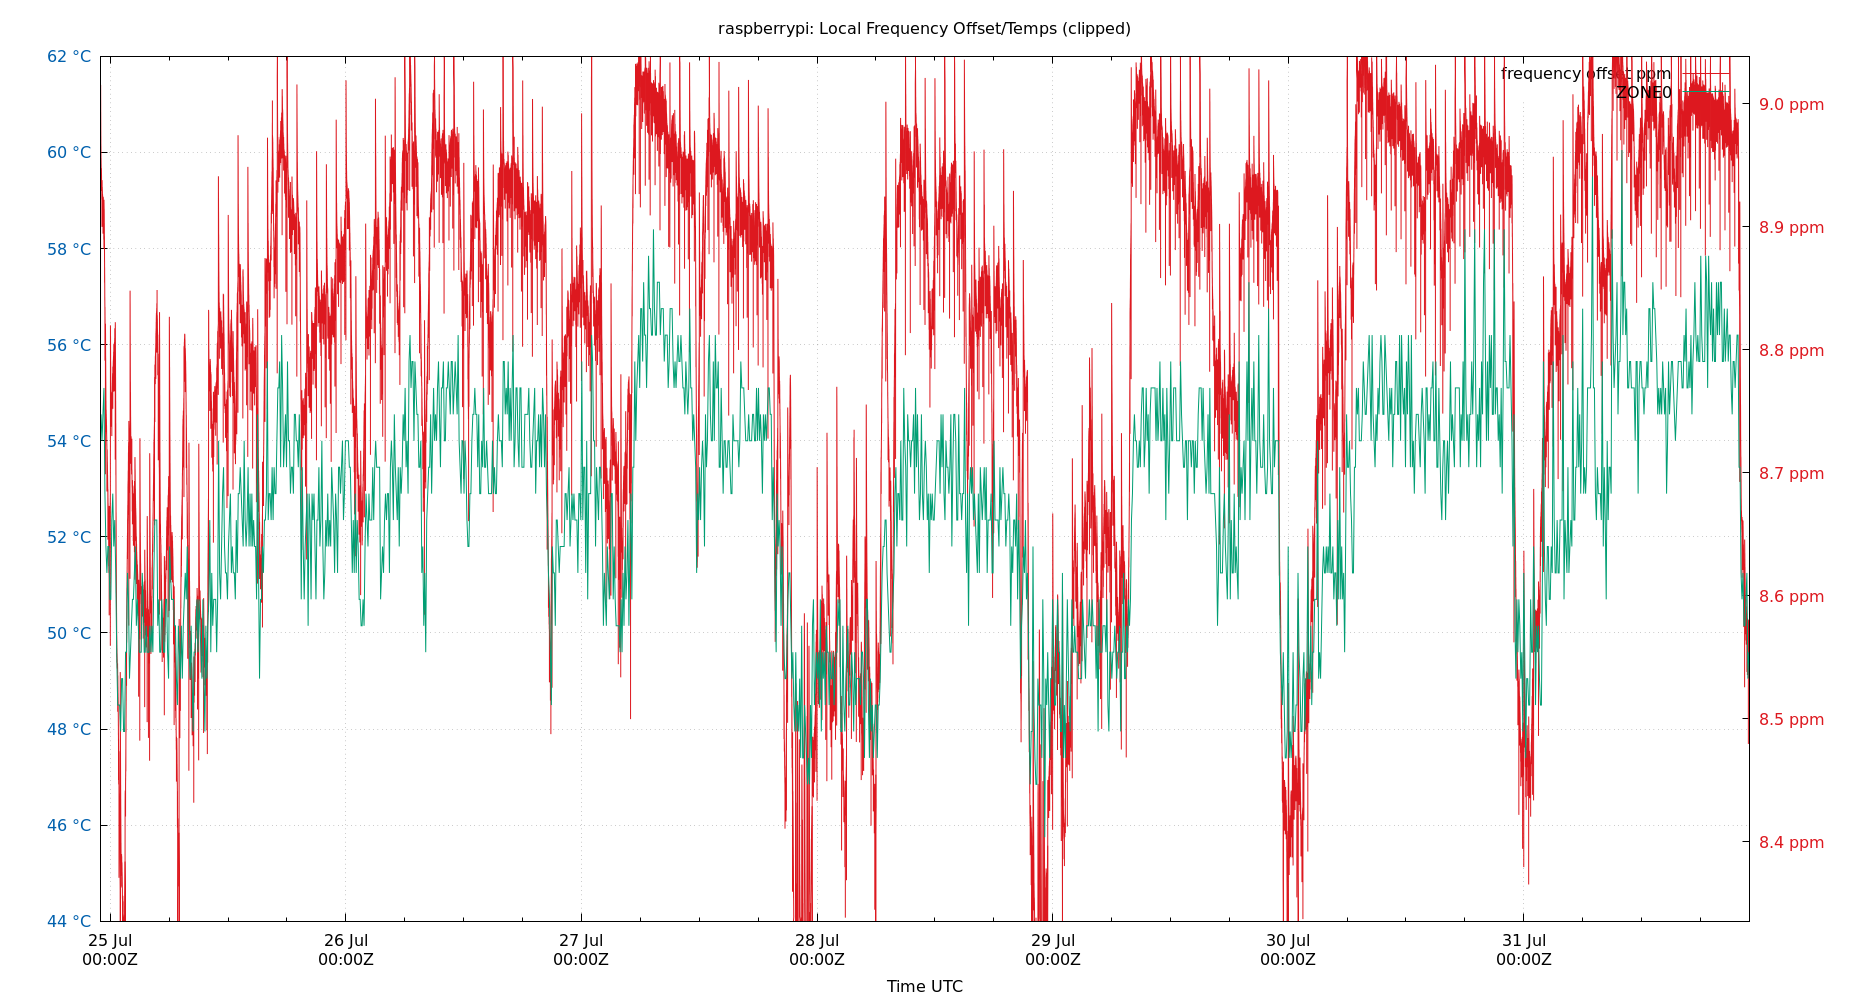 raspberrypi: Local Frequency Offset/Temps (clipped)
62 °C
60 °C
58 °C
56 °C
54 °C
52 °C
50 °C
48 °C
46 °C
44 °C
frequency offset ppm
ZONE0
9.0 ppm
8.9 ppm
8.8 ppm
8.7 ppm
8.6 ppm
8.5 ppm
8.4 ppm
25 Jul
00:00Z
26 Jul
00:00Z
27 Jul
00:00Z
28 Jul
00:00Z
29 Jul
00:00Z
30 Jul
00:00Z
31 Jul
00:00Z
Time UTC